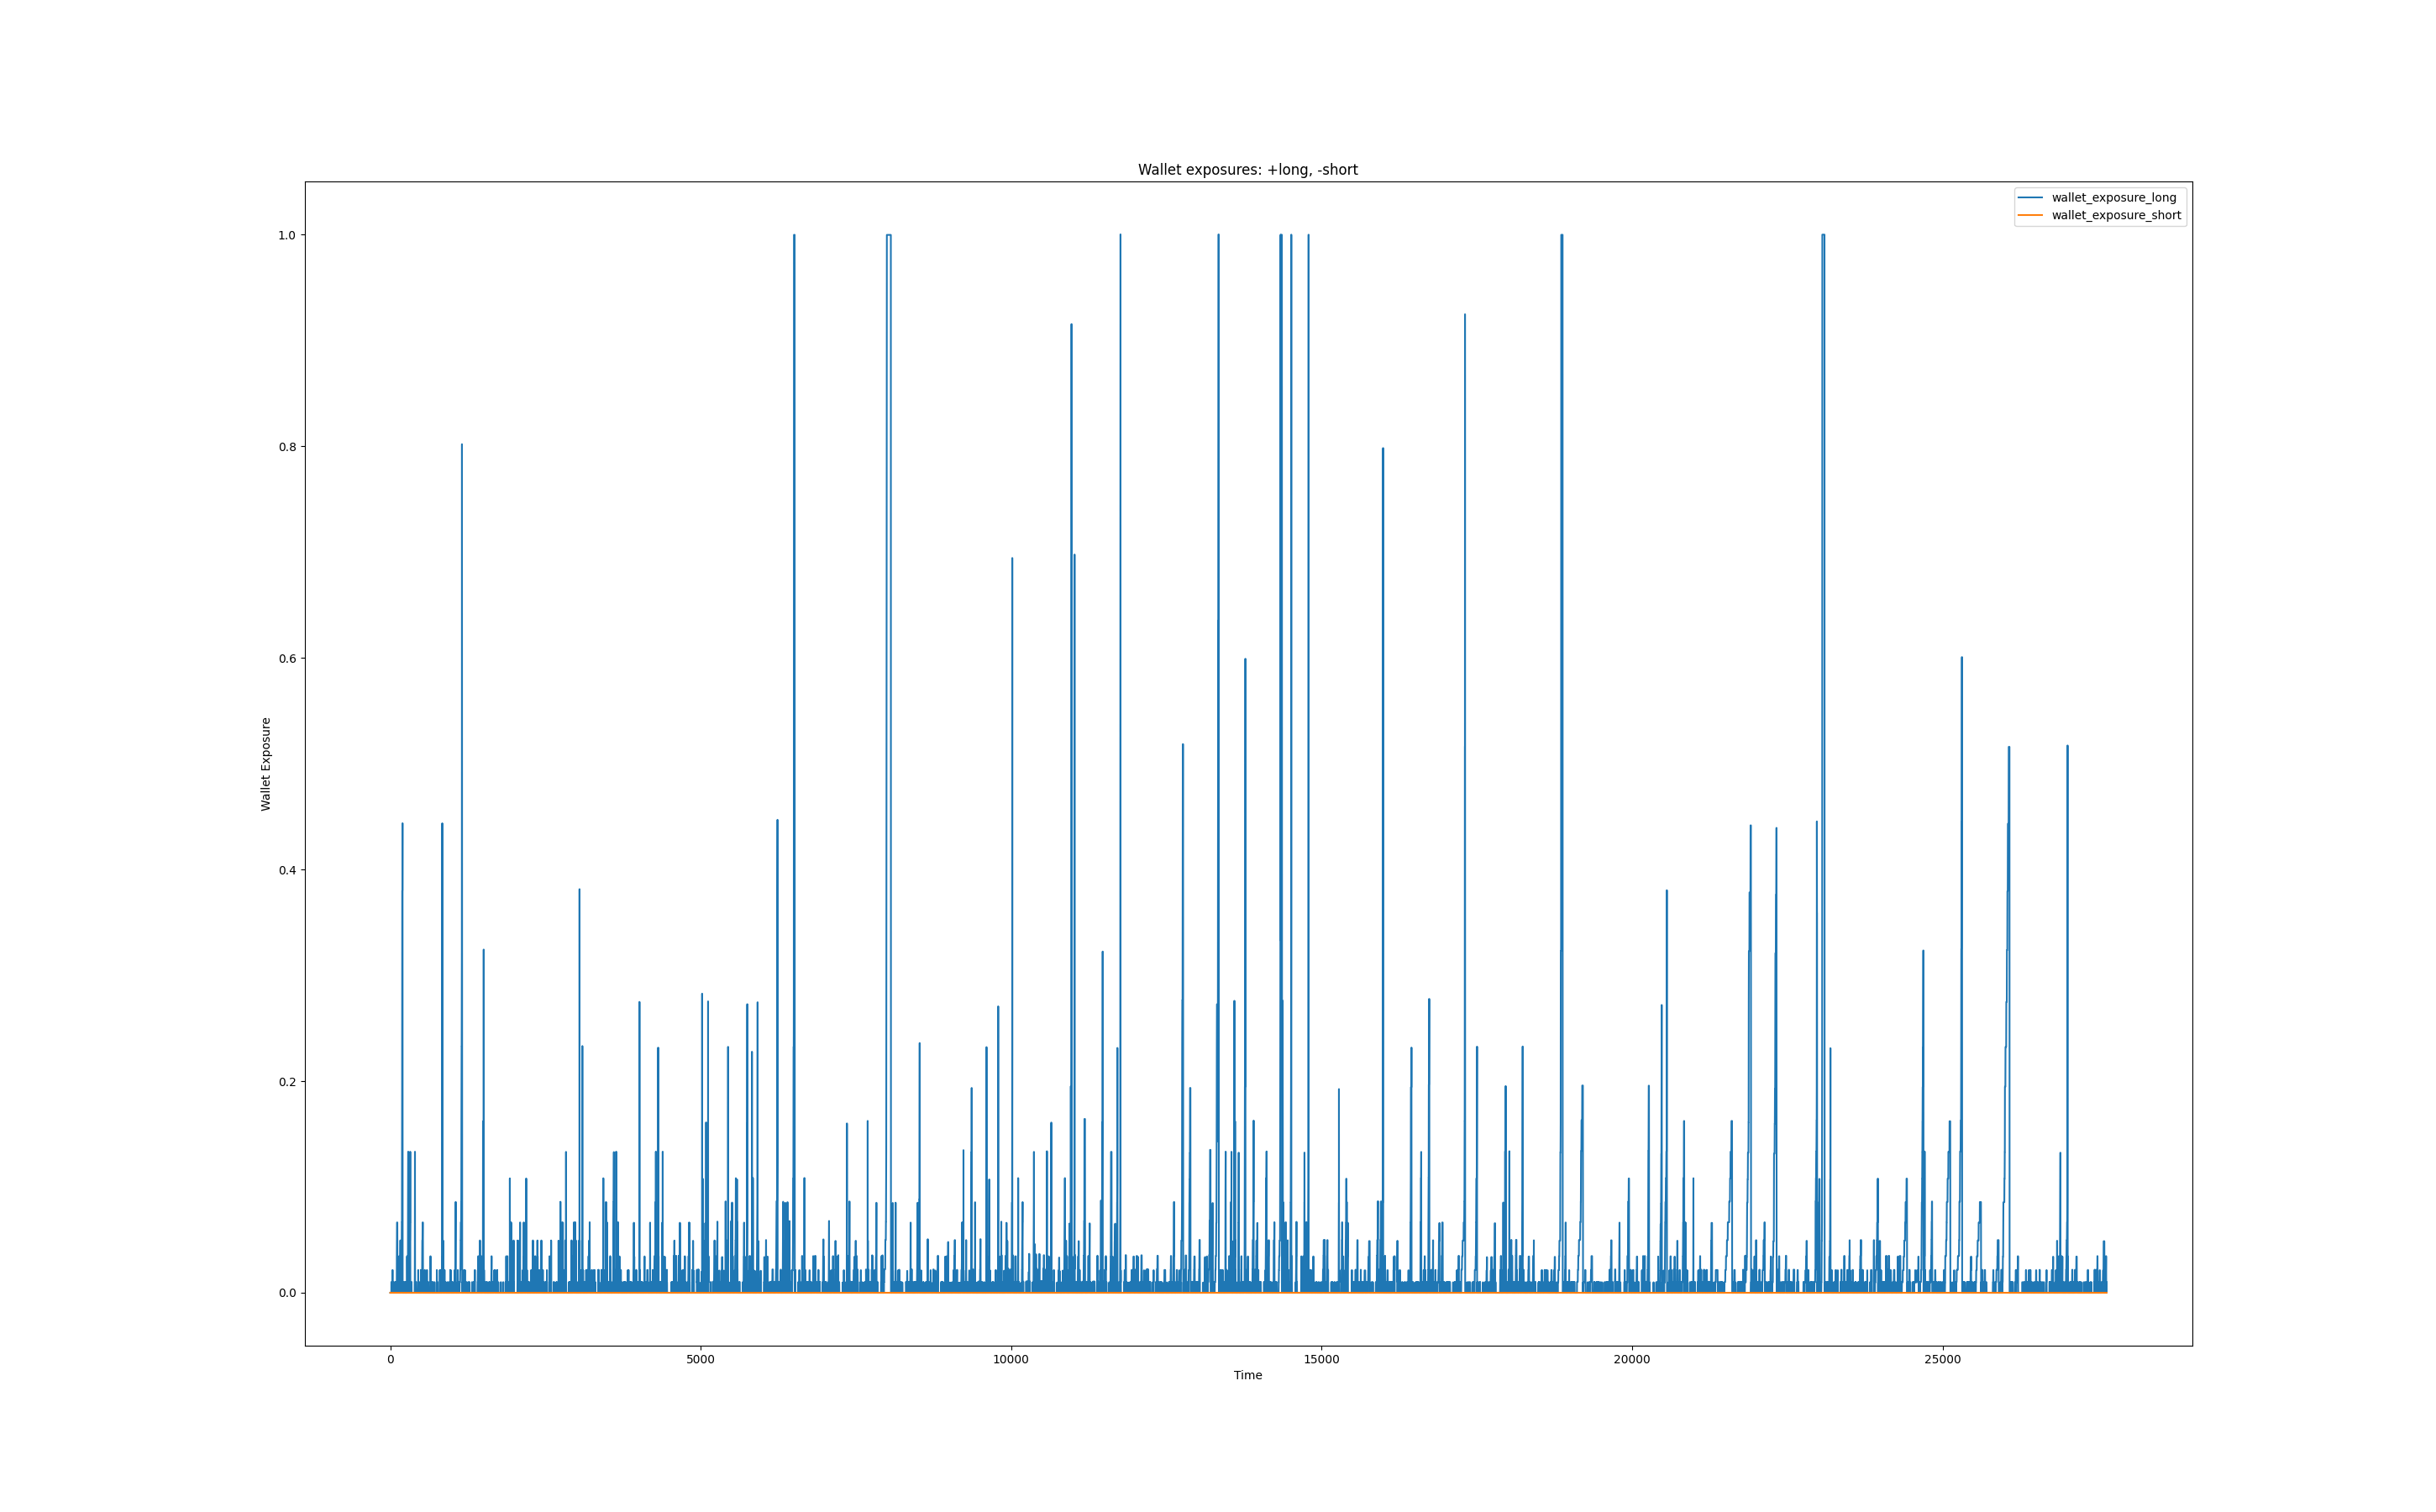 Wallet exposures: +long, -short
wallet_exposure_long
wallet_exposure_short
1.0
0.8
0.6
0.4
0.2
0.0
Wallet Exposure
0 5000 10000 15000 20000 25000
Time